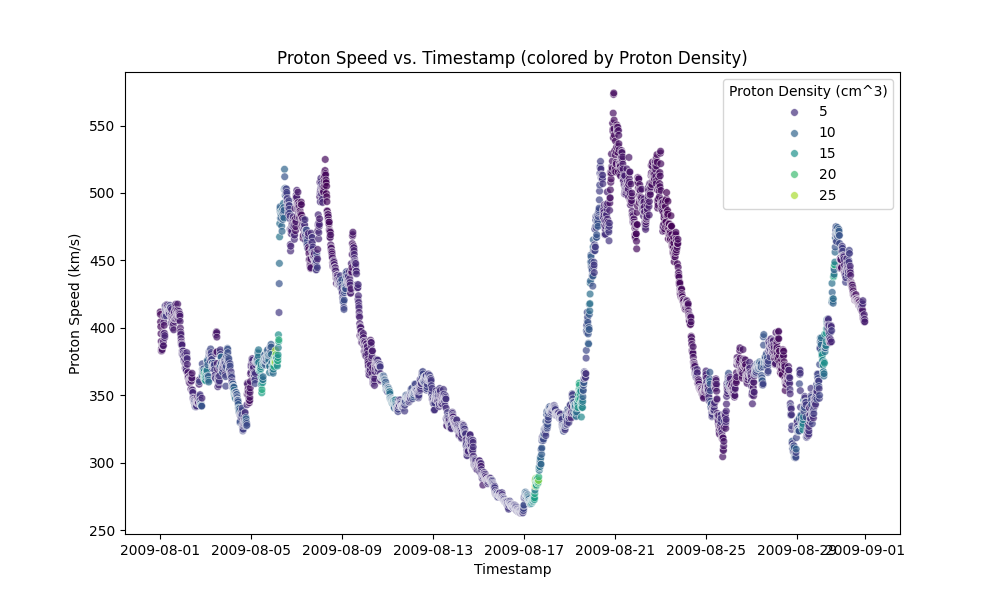 Proton Speed vs. Timestamp (colored by Proton Density)
Proton Density (cm^3)
5
10
15
20
25
550
500
450
400
350
300
250
Proton Speed (km/s)
2009-08-01 2009-08-05 2009-08-09 2009-08-13 2009-08-17 2009-08-21 2009-08-25 2009-08-29 2009-09-01
Timestamp